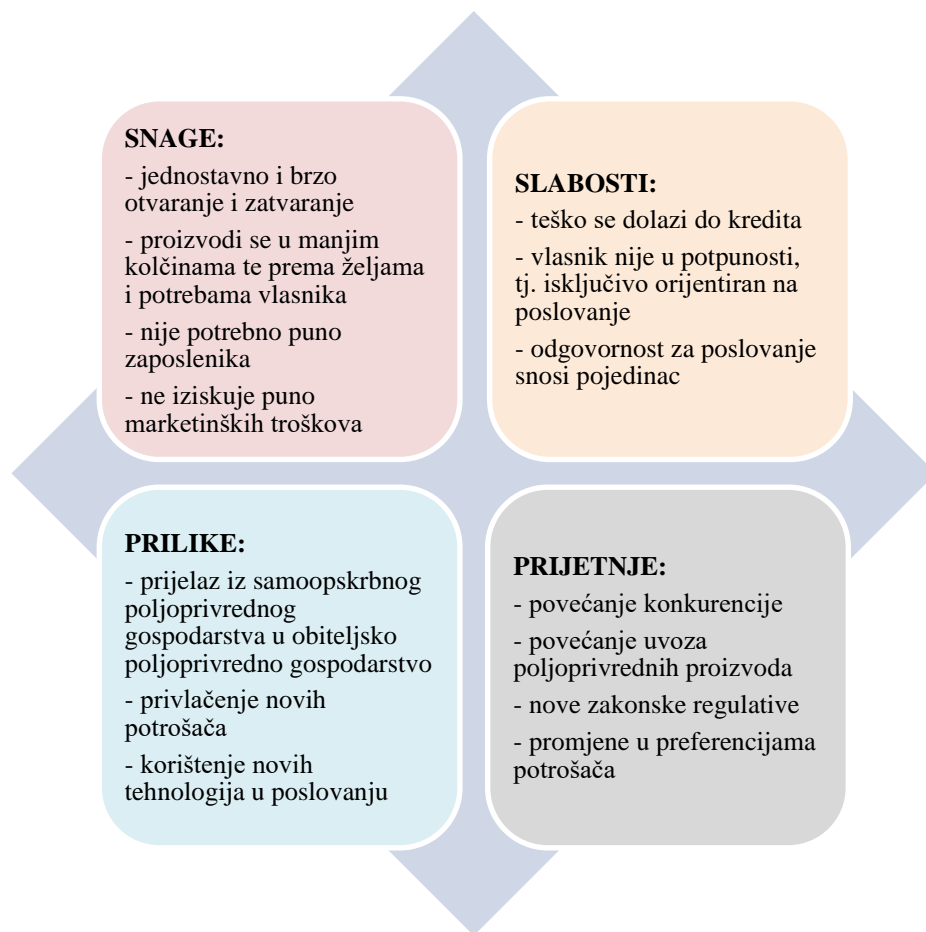 SNAGE:
- jednostavno i brzo
otvaranje i zatvaranje
- proizvodi se u manjim
kolčinama te prema željama
i potrebama vlasnika
- nije potrebno puno
zaposlenika
- ne iziskuje puno
marketinških troškova
SLABOSTI:
- teško se dolazi do kredita
- vlasnik nije u potpunosti,
tj. isključivo orijentiran na
poslovanje
- odgovornost za poslovanje
snosi pojedinac
PRILIKE:
- prijelaz iz samoopskrbnog
poljoprivrednog
gospodarstva u obiteljsko
poljoprivredno gospodarstvo
- privlačenje novih
potrošača
- korištenje novih
tehnologija u poslovanju
PRIJETNJE:
- povećanje konkurencije
- povećanje uvoza
poljoprivrednih proizvoda
- nove zakonske regulative
- promjene u preferencijama
potrošača